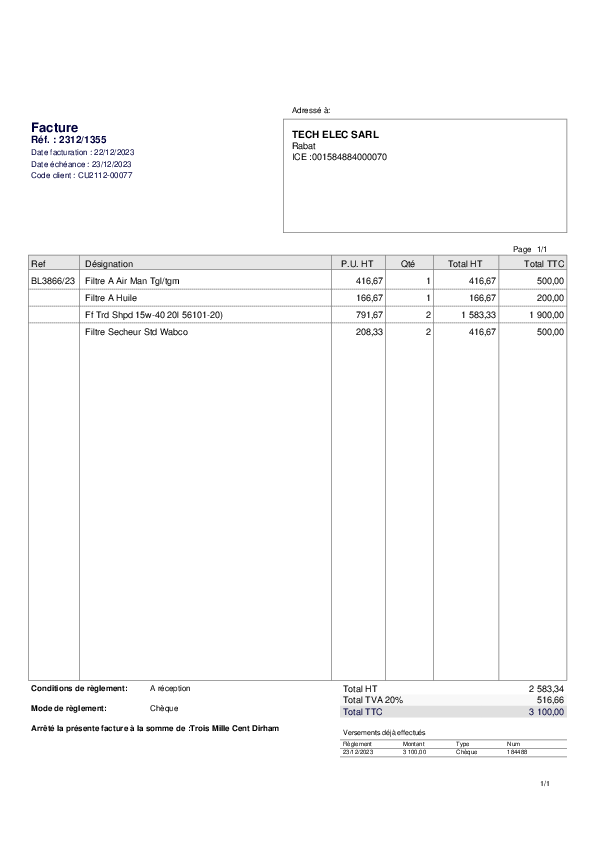 Adressé à:
Facture
Réf. : 2312/1355
Date facturation : 22/12/2023
Date échéance : 23/12/2023
Code client : CU2112-00077
TECH ELEC SARL
Rabat
ICE :001584884000070
Page 1/1
Ref Désignation P.U. HT Qté Total HT Total TTC
BL3866/23 Filtre A Air Man Tgl/tgm 416,67 1 416,67 500,00
Filtre A Huile 166,67 1 166,67 200,00
Ff Trd Shpd 15w-40 20l 56101-20) 791,67 2 1 583,33 1 900,00
Filtre Secheur Std Wabco 208,33 2 416,67 500,00
Conditions de règlement: A réception
Mode de règlement: Chèque
Arrêté la présente facture à la somme de :Trois Mille Cent Dirham
Total HT 2 583,34
Total TVA 20% 516,66
Total TTC 3 100,00
Versements déjà effectués
Règlement Montant Type Num
23/12/2023 3 100,00 Chèque 184488
1/1